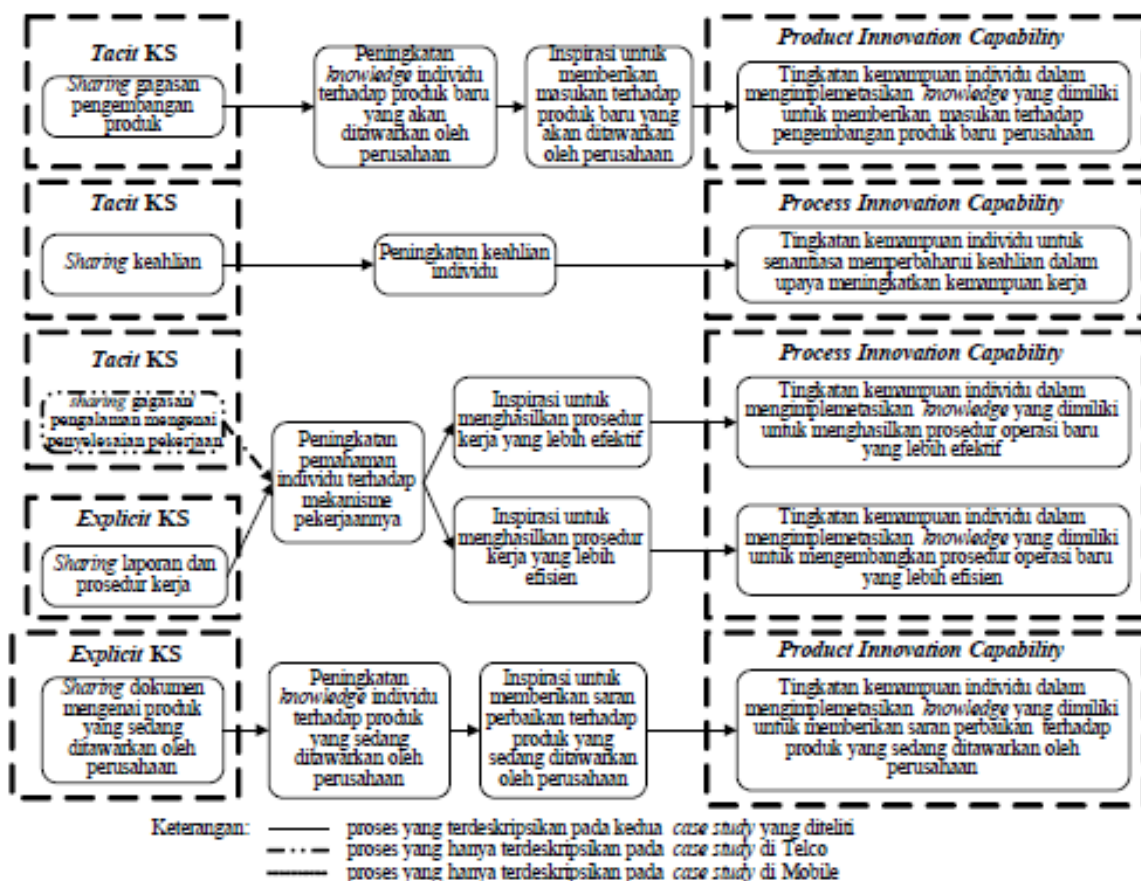 Tacit KS
Sharing gagasan
pengembangan
produk
Peningkatan
knowledge individu
terhadap produk baru
yang akan
ditawarkan oleh
perusahaan
Inspirasi untuk
memberikan
masukan terhadap
produk baru yang
akan ditawarkan
oleh perusahaan
Product Innovation Capability
Tingkatan kemampuan individu dalam
mengimplemetasikan knowledge yang dimiliki
untuk memberikan masukan terhadap
pengembangan produk baru perusahaan
Tacit KS
Sharing keahlian
Peningkatan keahlian
individu
Process Innovation Capability
Tingkatan kemampuan individu untuk
senantiasa memperbaharui keahlian dalam
upaya meningkatkan kemampuan kerja
Tacit KS
sharing gagasan/
pengalaman mengenai
penyelesaian pekerjaan
Explicit KS
Sharing laporan dan
prosedur kerja
Peningkatan
pemahaman
individu terhadap
mekanisme
pekerjaannya
Inspirasi untuk
menghasilkan prosedur
kerja yang lebih efektif
Inspirasi untuk
menghasilkan prosedur
kerja yang lebih
efisien
Process Innovation Capability
Tingkatan kemampuan individu dalam
mengimplemetasikan knowledge yang dimiliki
untuk menghasilkan prosedur operasi baru
yang lebih efektif
Tingkatan kemampuan individu dalam
mengimplemetasikan knowledge yang dimiliki
untuk mengembangkan prosedur operasi baru
yang lebih efisien
Explicit KS
Sharing dokumen
mengenai produk
yang sedang
ditawarkan oleh
perusahaan
Peningkatan
knowledge individu
terhadap produk
yang sedang
ditawarkan oleh
perusahaan
Inspirasi untuk
memberikan saran
perbaikan terhadap
produk yang
sedang ditawarkan
oleh perusahaan
Product Innovation Capability
Tingkatan kemampuan individu dalam
mengimplemetasikan knowledge yang dimiliki
untuk memberikan saran perbaikan terhadap
produk yang sedang ditawarkan oleh
perusahaan
Keterangan: proses yang terdeskripsikan pada kedua case study yang diteliti
proses yang hanya terdeskripsikan pada case study di Telco
proses yang hanya terdeskripsikan pada case study di Mobile